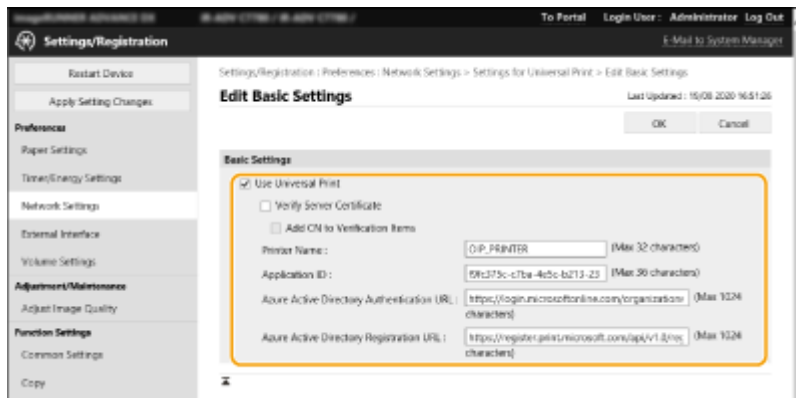 To Portal Login User : Administrator Log Out
Settings/Registration
E-Mail to System Manager
Restart Device
Apply Setting Changes
Preferences
Paper Settings
Timer/Energy Settings
Network Settings
External Interface
Volume Settings
Adjustment/Maintenance
Adjust Image Quality
Function Settings
Common Settings
Copy
Settings/Registration : Preferences : Network Settings > Settings for Universal Print > Edit Basic Settings
Edit Basic Settings
Last Updated : 15/08 2020 16:51:26
OK Cancel
Basic Settings
Use Universal Print
Verify Server Certificate
Add CN to Verification Items
Printer Name : OIP_PRINTER (Max 32 characters)
Application ID : (Max 36 characters)
Azure Active Directory Authentication URL : https://login.microsoftonline.com/organizations (Max 1024
characters)
Azure Active Directory Registration URL : https://register.print.microsoft.com/api/v1.0/reg (Max 1024
characters)